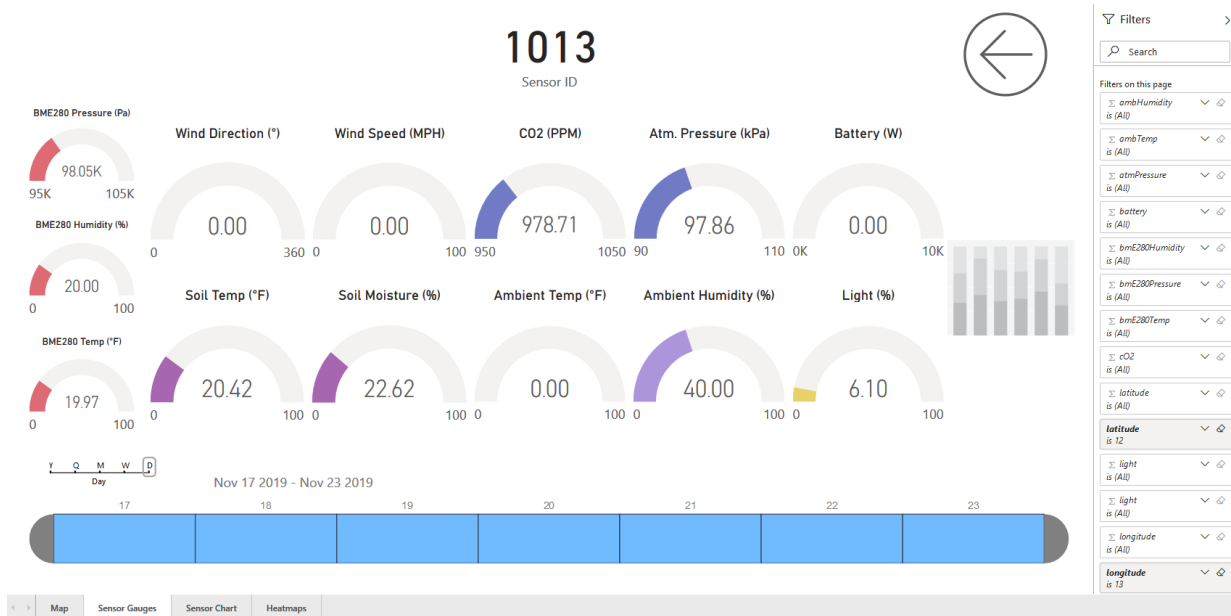 1013
Sensor ID
BME280 Pressure (Pa)
98.05K
95K 105K
BME280 Humidity (%)
20.00
0 100
BME280 Temp (°F)
19.97
0 100
Wind Direction (°)
0.00
0 360
Wind Speed (MPH)
0.00
0 100
CO2 (PPM)
978.71
950 1050
Atm. Pressure (kPa)
97.86
90 110
Battery (W)
0.00
0K 10K
Soil Temp (°F)
20.42
0 100
Soil Moisture (%)
22.62
0 100
Ambient Temp (°F)
0.00
0 100
Ambient Humidity (%)
40.00
0 100
Light (%)
6.10
0 100
Y Q M W D
Day
Nov 17 2019 - Nov 23 2019
17 18 19 20 21 22 23
Map Sensor Gauges Sensor Chart Heatmaps
Filters
Search
Filters on this page
Σ ambHumidity
is (All)
Σ ambTemp
is (All)
Σ atmPressure
is (All)
Σ battery
is (All)
Σ bmE280Humidity
is (All)
Σ bmE280Pressure
is (All)
Σ bmE280Temp
is (All)
Σ cO2
is (All)
Σ latitude
is (All)
latitude
is 12
Σ light
is (All)
Σ light
is (All)
Σ longitude
is (All)
longitude
is 13